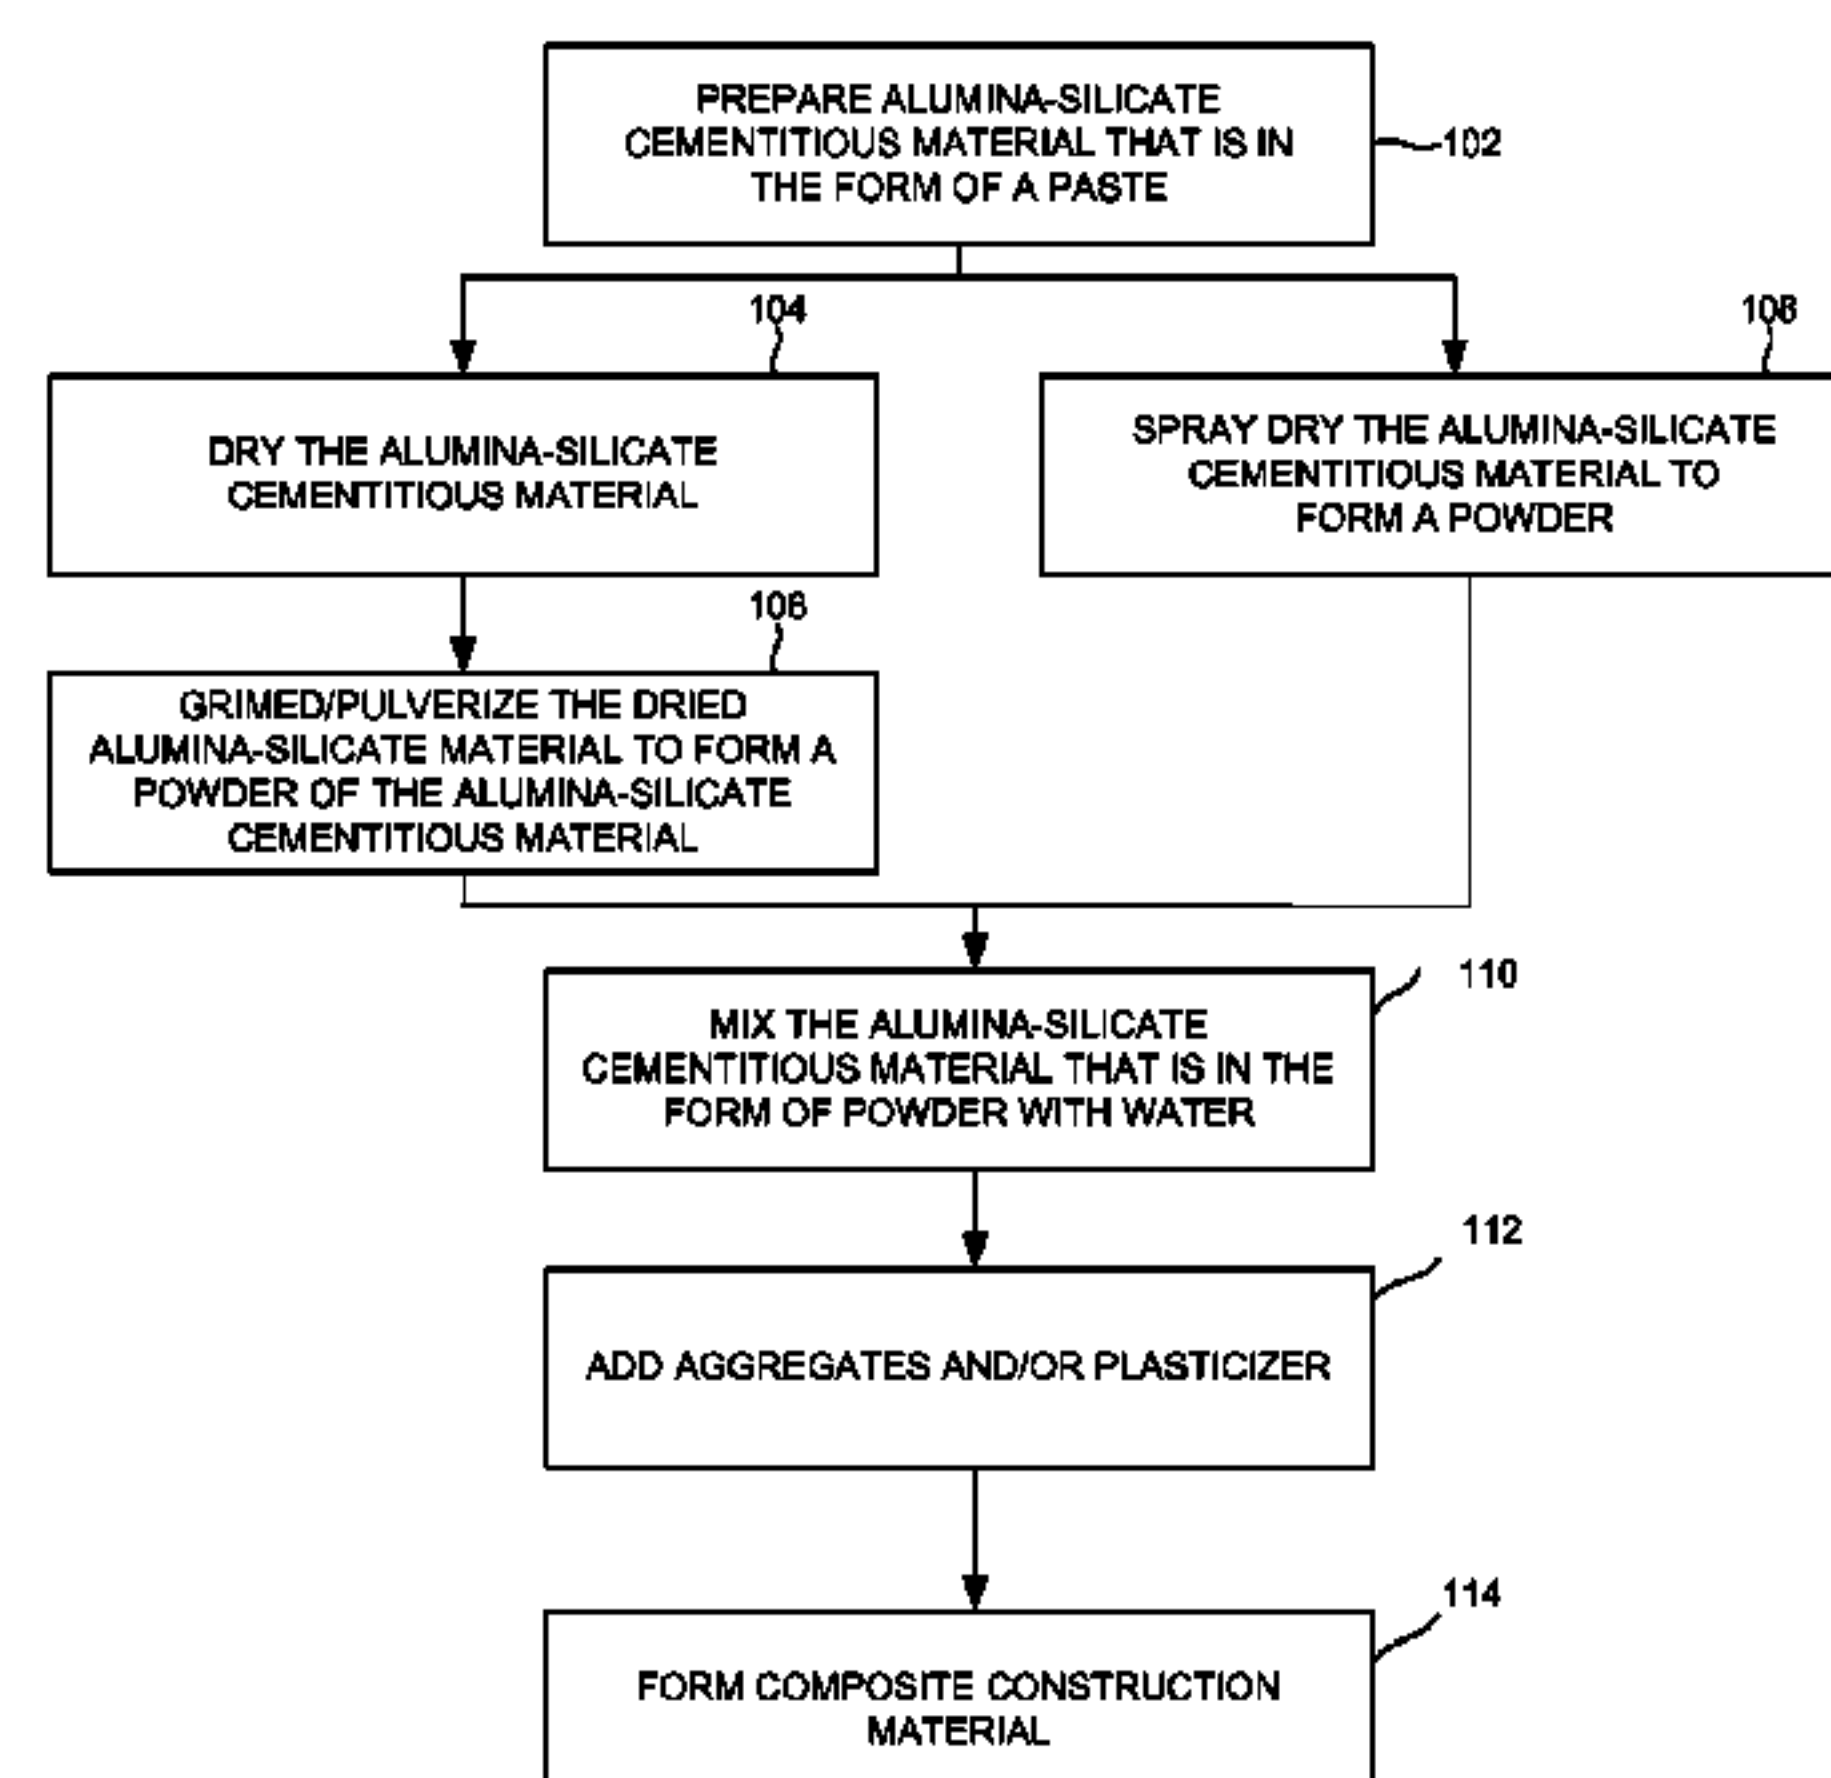 PREPARE ALUMINA-SILICATE
CEMENTITIOUS MATERIAL THAT IS IN
THE FORM OF A PASTE
102
104
108
DRY THE ALUMINA-SILICATE
CEMENTITIOUS MATERIAL
SPRAY DRY THE ALUMINA-SILICATE
CEMENTITIOUS MATERIAL TO
FORM A POWDER
106
GRIMED/PULVERIZE THE DRIED
ALUMINA-SILICATE MATERIAL TO FORM A
POWDER OF THE ALUMINA-SILICATE
CEMENTITIOUS MATERIAL
110
MIX THE ALUMINA-SILICATE
CEMENTITIOUS MATERIAL THAT IS IN THE
FORM OF POWDER WITH WATER
112
ADD AGGREGATES AND/OR PLASTICIZER
114
FORM COMPOSITE CONSTRUCTION
MATERIAL